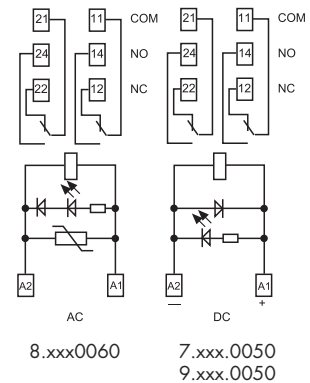 21 11 COM 21 11 COM
24 14 NO 24 14 NO
22 12 NC 22 12 NC
A2 A1 A2 A1
— +
AC DC
8.xxx0060 7.xxx.0050
9.xxx.0050